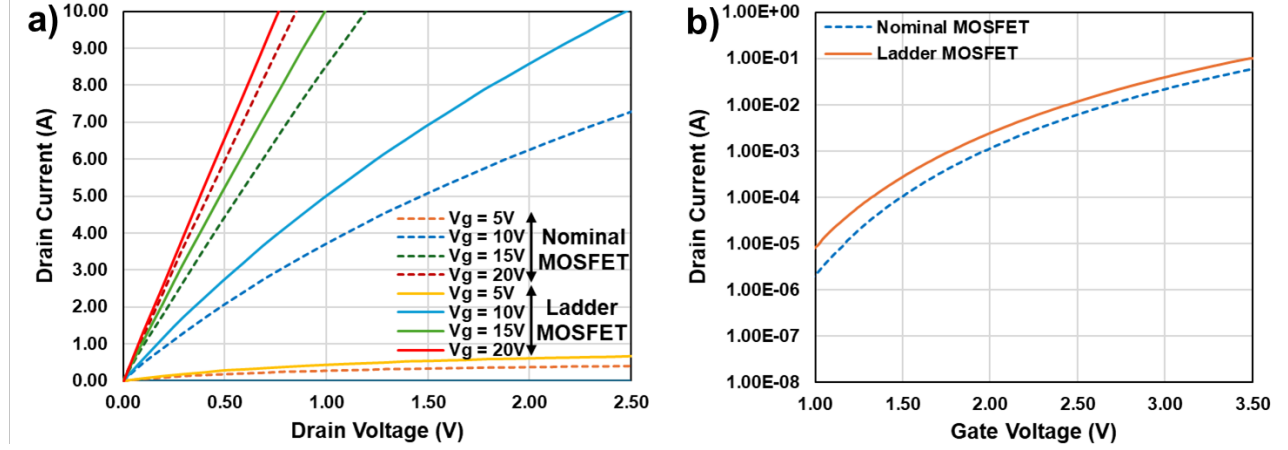 a)
10.00
9.00
8.00
7.00
6.00
5.00
4.00
3.00
2.00
1.00
0.00
Drain Current (A)
0.00 0.50 1.00 1.50 2.00 2.50
Drain Voltage (V)
Vg = 5V
Vg = 10V
Vg = 15V
Vg = 20V
Nominal
MOSFET
Vg = 5V
Vg = 10V
Vg = 15V
Vg = 20V
Ladder
MOSFET
b)
1.00E+00
1.00E-01
1.00E-02
1.00E-03
1.00E-04
1.00E-05
1.00E-06
1.00E-07
1.00E-08
Drain Current (A)
Nominal MOSFET
Ladder MOSFET
1.00 1.50 2.00 2.50 3.00 3.50
Gate Voltage (V)